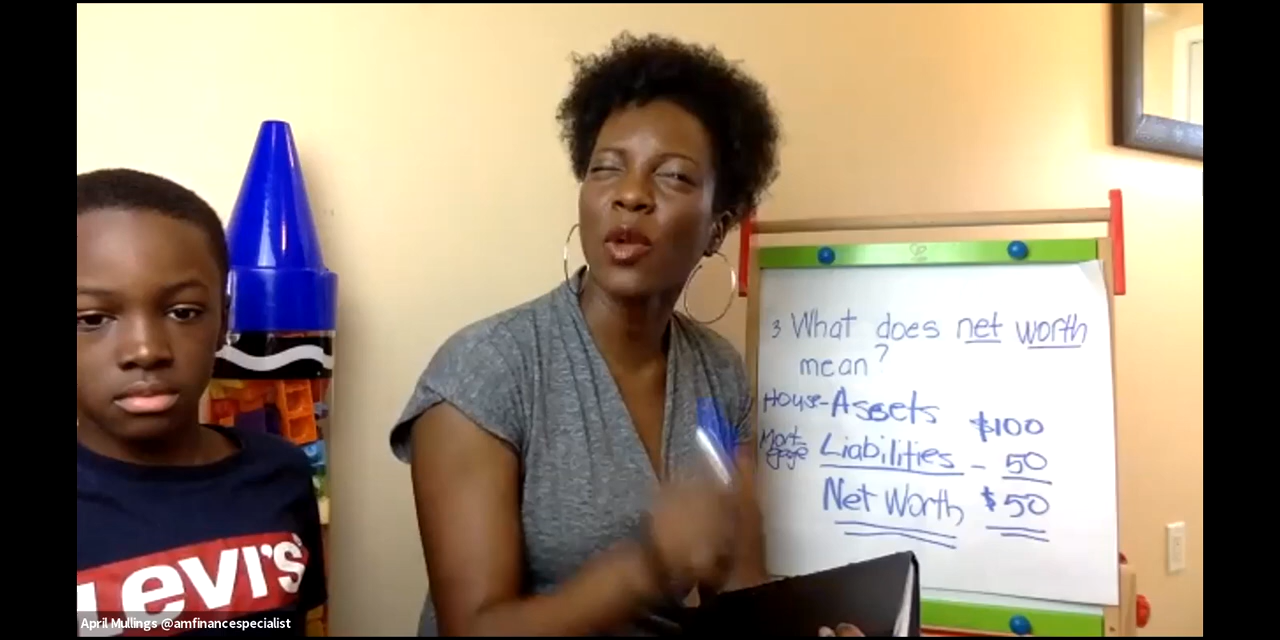 3 What does net worth
mean?
House - Assets $100
Mortgage Liabilities - 50
Net Worth $50
Levi's
April Mullings @amfinancespecialist